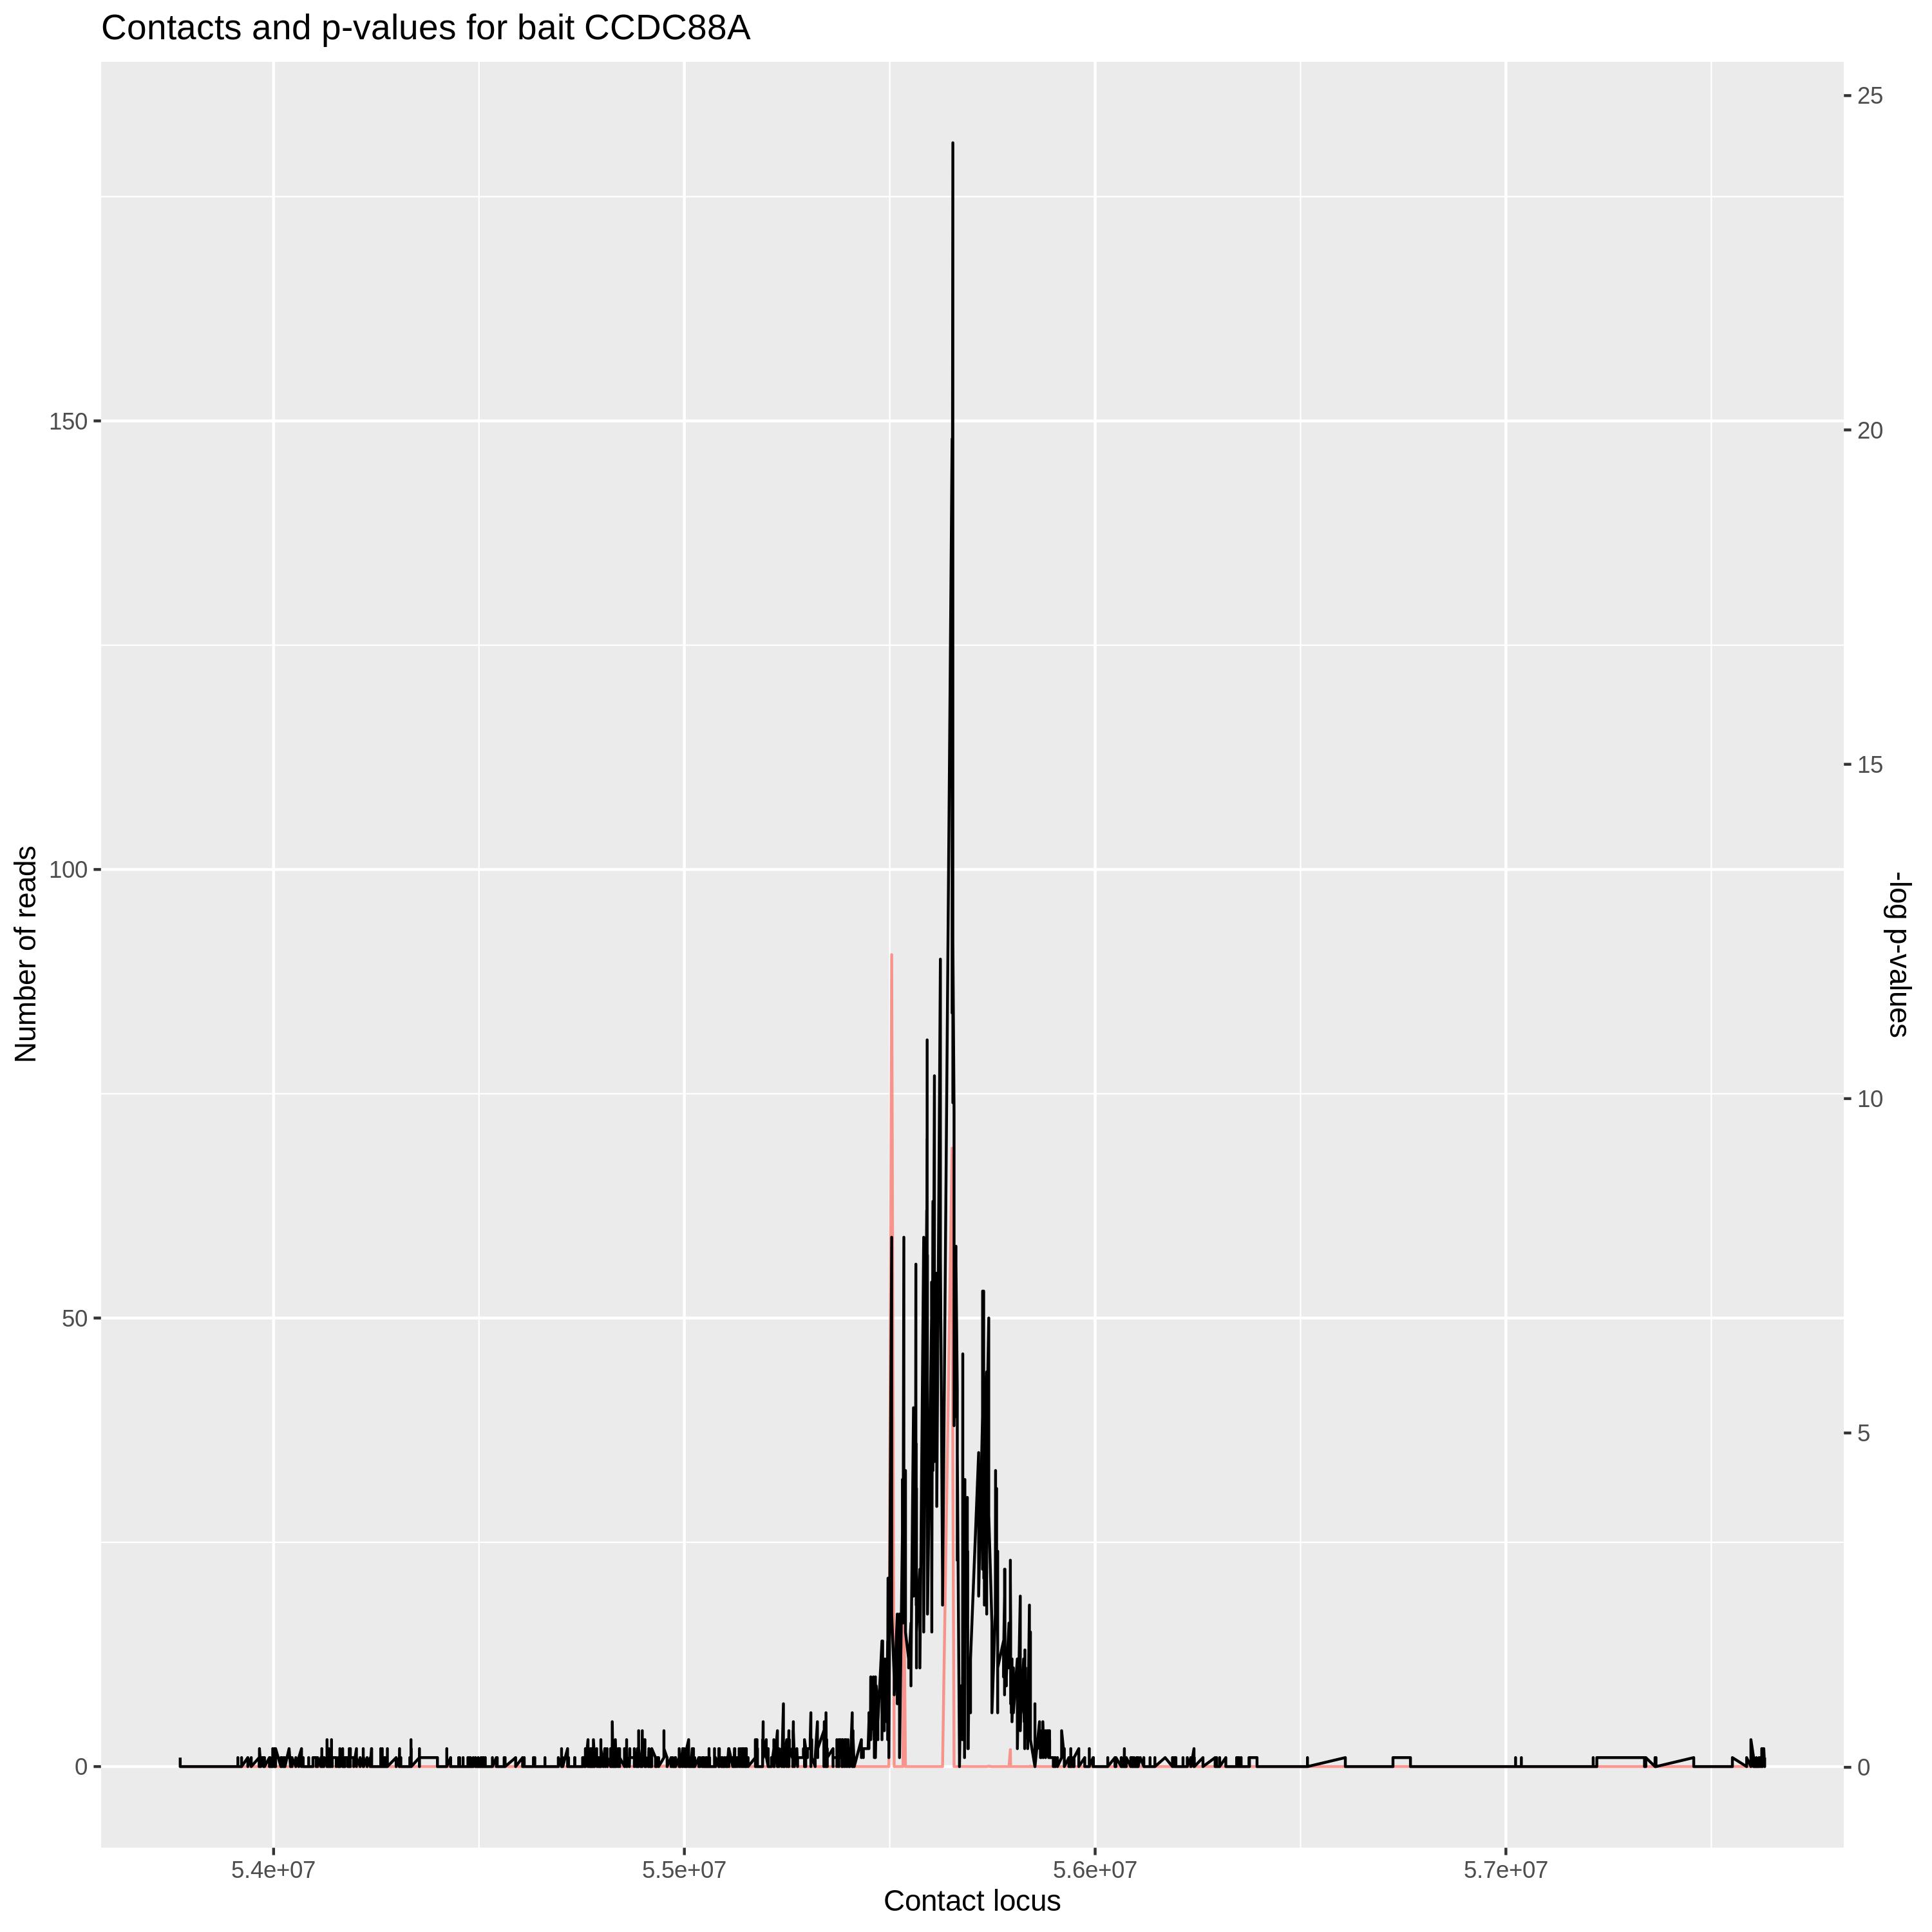 Contacts and p-values for bait CCDC88A
25
150
20
15
100
Number of reads
-log p-values
10
50
5
0
0
5.4e+07
5.5e+07
5.6e+07
5.7e+07
Contact locus